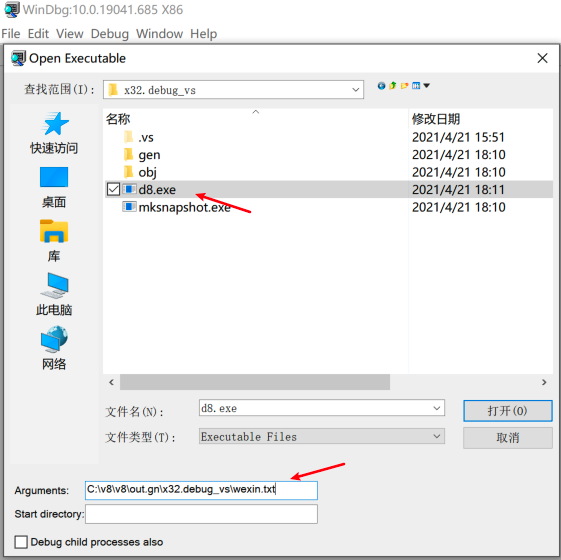 WinDbg:10.0.19041.685 X86
File Edit View Debug Window Help
Open Executable
查找范围(I): x32.debug_vs
名称 修改日期
.vs 2021/4/21 15:51
gen 2021/4/21 18:10
obj 2021/4/21 18:10
d8.exe 2021/4/21 18:11
mksnapshot.exe 2021/4/21 18:10
快速访问
桌面
库
此电脑
网络
文件名(N): d8.exe 打开(O)
文件类型(T): Executable Files 取消
Arguments: C:\v8\v8\out.gn\x32.debug_vs\wexin.txt
Start directory:
Debug child processes also